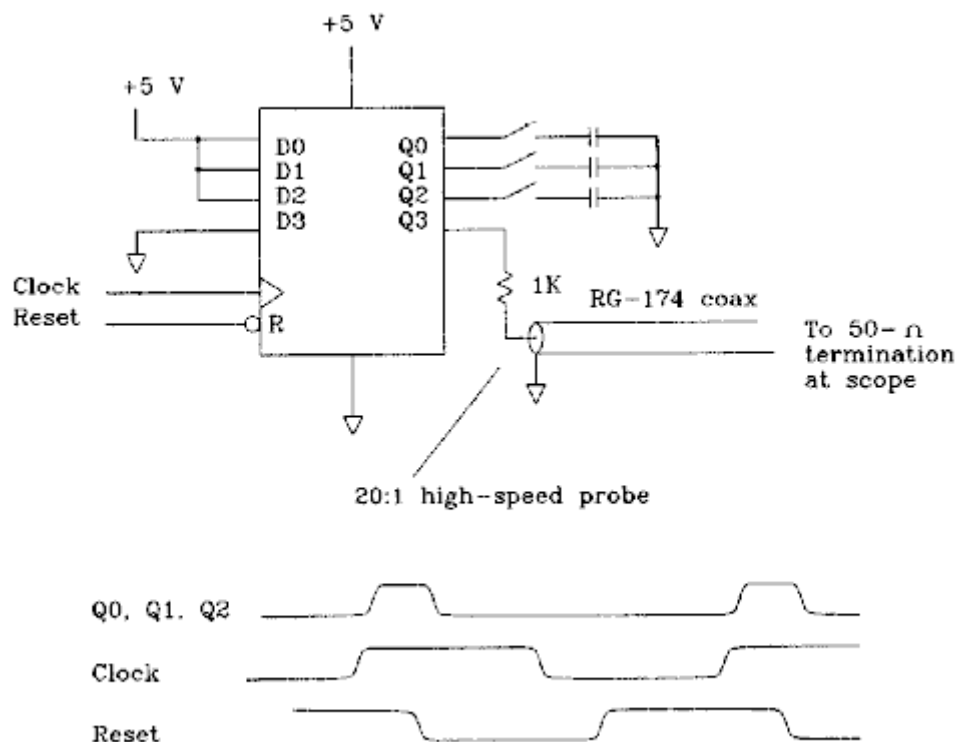 +5 V
+5 V
D0
D1
D2
D3
Q0
Q1
Q2
Q3
Clock
Reset
R
1K
RG-174 coax
To 50-Ω
termination
at scope
20:1 high-speed probe
Q0, Q1, Q2
Clock
Reset